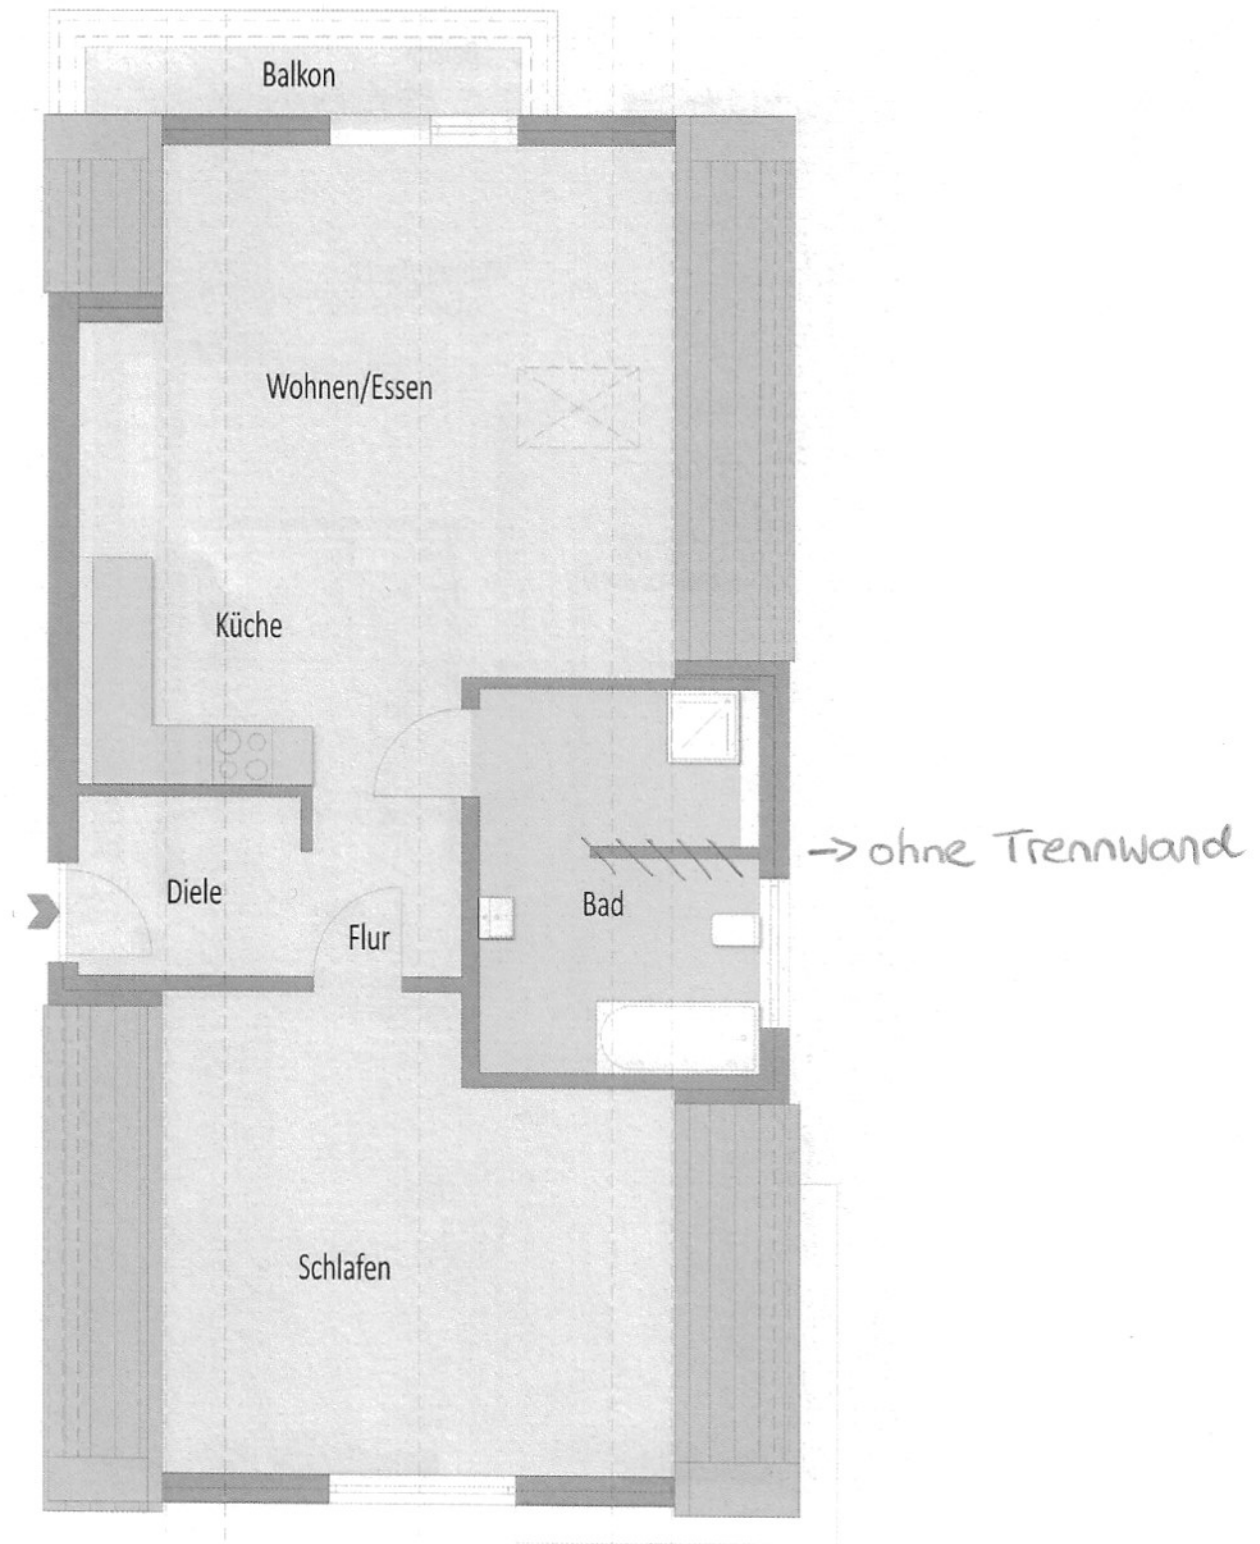 Balkon
Wohnen/Essen
Küche
→ ohne Trennwand
Diele
Bad
Flur
Schlafen